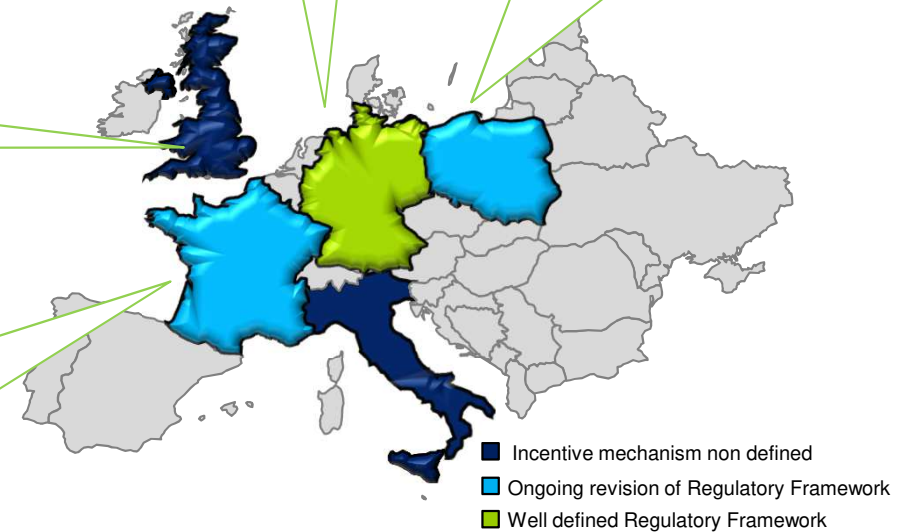 Incentive mechanism non defined
Ongoing revision of Regulatory Framework
Well defined Regulatory Framework